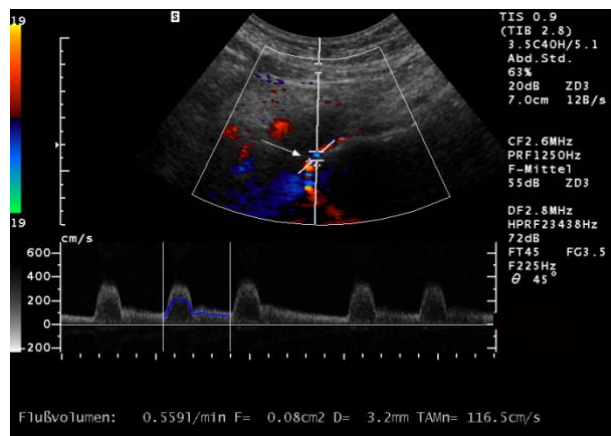 19
S
TIS 0.9
(TIB 2.8)
3.5C40H/5.1
Abd.Std.
63%
20dB ZD3
7.0cm 12B/s
CF2.6MHz
PRF1250Hz
F-Mittel
55dB ZD3
19
DF2.8MHz
HPRF23438Hz
72dB
FT45 FG3.5
F225Hz
θ 45°
cm/s
600
400
200
0
-200
Flußvolumen: 0.559l/min F= 0.08cm2 D= 3.2mm TAMn= 116.5cm/s